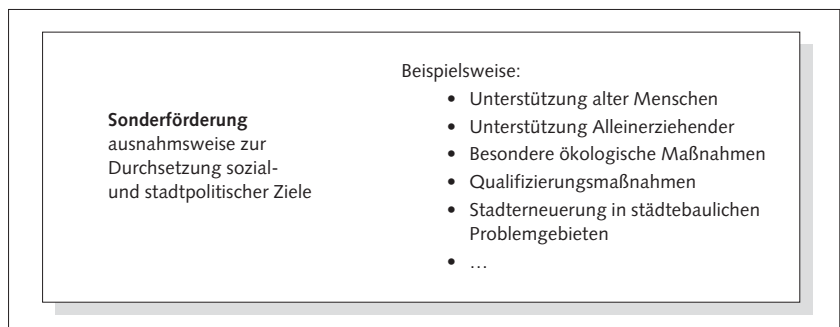 Sonderförderung
ausnahmsweise zur
Durchsetzung sozial-
und stadtpolitischer Ziele
Beispielsweise:
• Unterstützung alter Menschen
• Unterstützung Alleinerziehender
• Besondere ökologische Maßnahmen
• Qualifizierungsmaßnahmen
• Stadterneuerung in städtebaulichen
Problemgebieten
• …